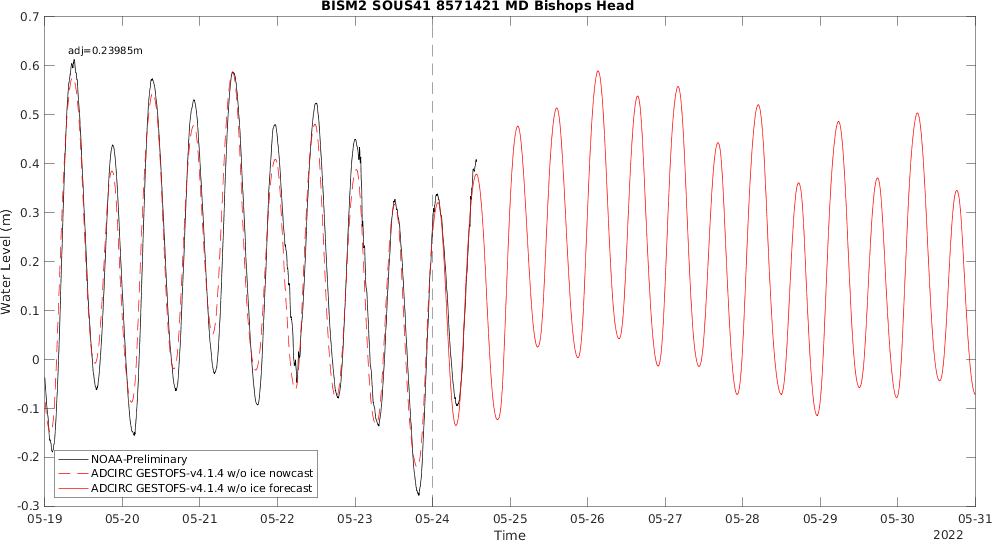 BISM2 SOUS41 8571421 MD Bishops Head
adj=0.23985m
Water Level (m)
0.7
0.6
0.5
0.4
0.3
0.2
0.1
0
-0.1
-0.2
-0.3
NOAA-Preliminary
ADCIRC GESTOFS-v4.1.4 w/o ice nowcast
ADCIRC GESTOFS-v4.1.4 w/o ice forecast
05-19 05-20 05-21 05-22 05-23 05-24 05-25 05-26 05-27 05-28 05-29 05-30 05-31
Time
2022